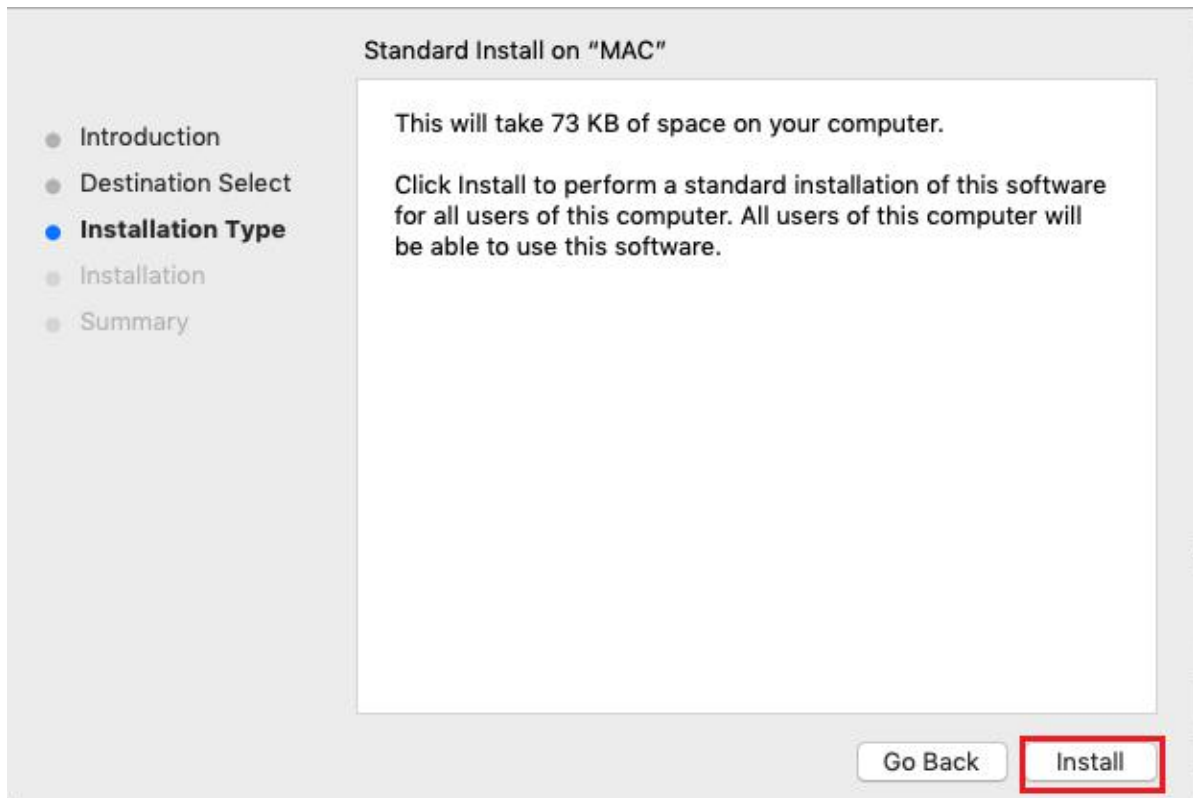 Standard Install on “MAC”
Introduction
Destination Select
Installation Type
Installation
Summary
This will take 73 KB of space on your computer.
Click Install to perform a standard installation of this software
for all users of this computer. All users of this computer will
be able to use this software.
Go Back
Install